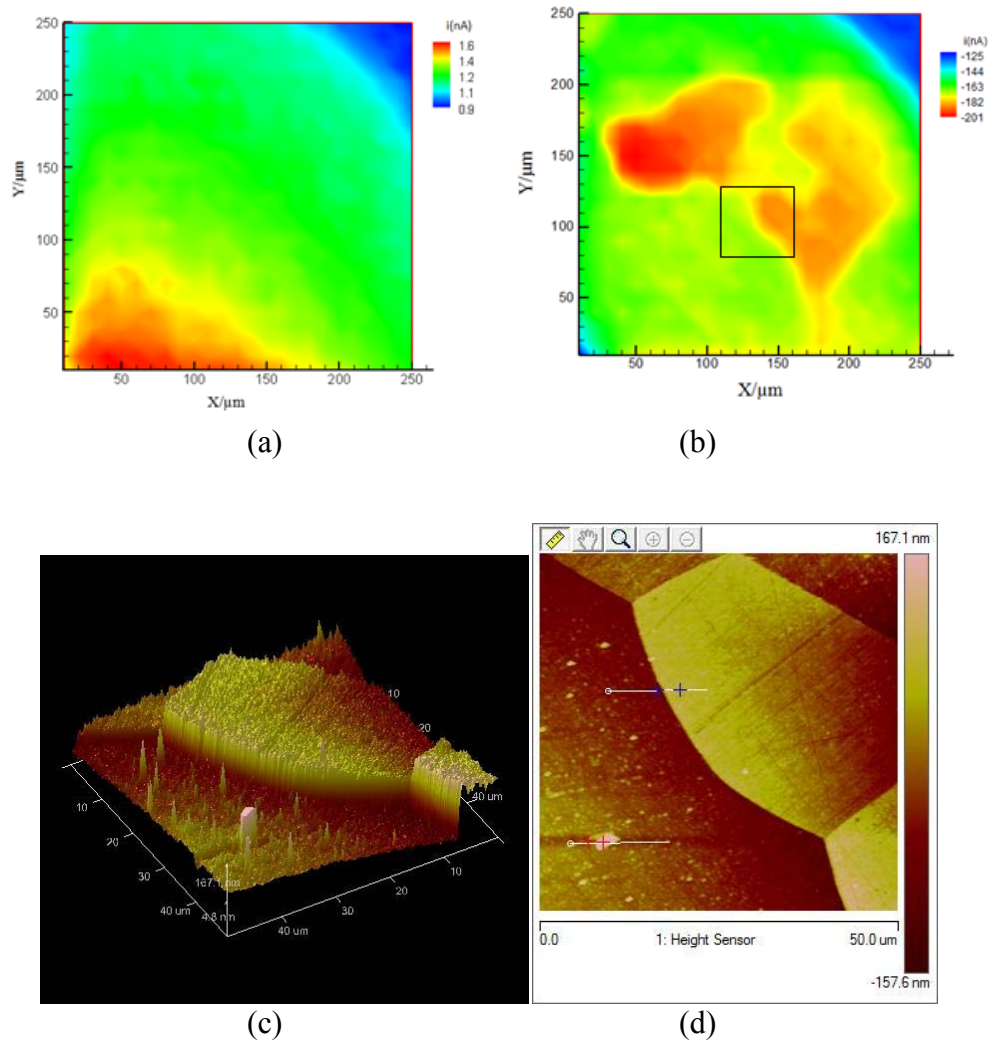 250
200
150
100
50
Y/µm
50
100
150
200
250
X/µm
i(nA)
1.6
1.4
1.2
1.1
0.9
(a)
250
200
150
100
50
Y/µm
50
100
150
200
250
X/µm
i(nA)
-125
-144
-163
-182
-201
(b)
10
20
40 um
10
20
30
40 um
167.1 nm
4.8 nm
40 um
30
20
10
(c)
167.1 nm
0.0
1: Height Sensor
50.0 um
-157.6 nm
(d)